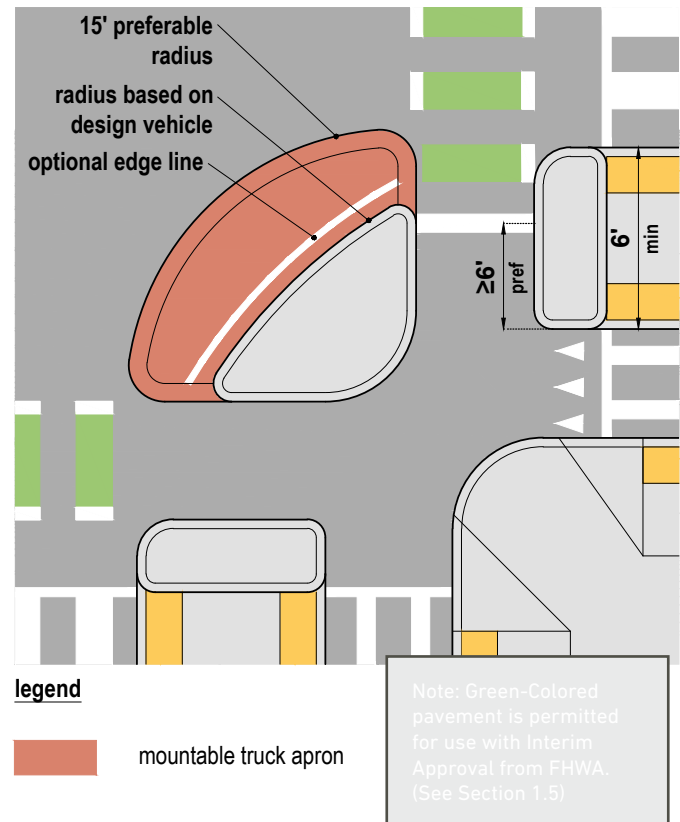 15' preferable
radius
radius based on
design vehicle
optional edge line
≥6'
pref
6'
min
legend
mountable truck apron
Note: Green-Colored
pavement is permitted
for use with Interim
Approval from FHWA.
(See Section 1.5)